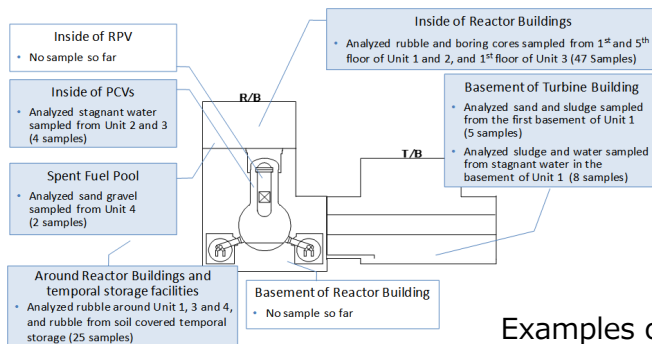 Inside of RPV
• No sample so far
Inside of PCVs
• Analyzed stagnant water
sampled from Unit 2 and 3
(4 samples)
Spent Fuel Pool
• Analyzed sand gravel
sampled from Unit 4
(2 samples)
Around Reactor Buildings and
temporal storage facilities
• Analyzed rubble around Unit 1, 3 and 4,
and rubble from soil covered temporal
storage (25 samples)
R/B
Inside of Reactor Buildings
• Analyzed rubble and boring cores sampled from 1st and 5th
floor of Unit 1 and 2, and 1st floor of Unit 3 (47 Samples)
Basement of Turbine Building
• Analyzed sand and sludge sampled
from the first basement of Unit 1
(5 samples)
• Analyzed sludge and water sampled
from stagnant water in the
basement of Unit 1 (8 samples)
T/B
Basement of Reactor Building
• No sample so far
Examples o